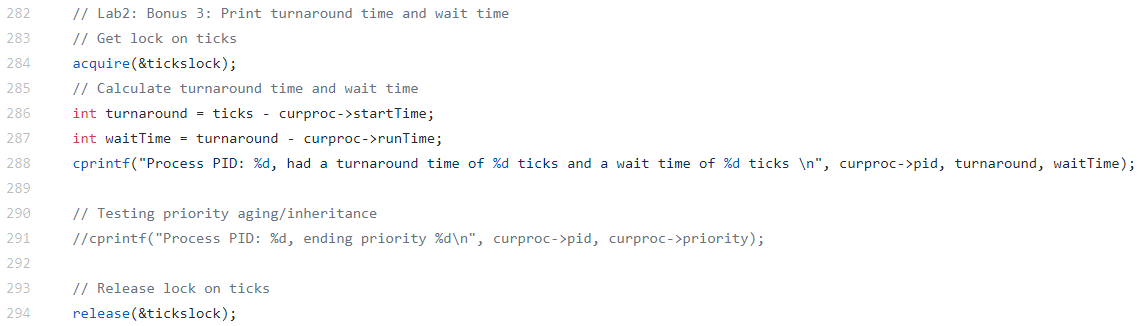 282 // Lab2: Bonus 3: Print turnaround time and wait time
283 // Get lock on ticks
284 acquire(&tickslock);
285 // Calculate turnaround time and wait time
286 int turnaround = ticks - curproc->startTime;
287 int waitTime = turnaround - curproc->runTime;
288 cprintf("Process PID: %d, had a turnaround time of %d ticks and a wait time of %d ticks \n", curproc->pid, turnaround, waitTime);
289
290 // Testing priority aging/inheritance
291 //cprintf("Process PID: %d, ending priority %d\n", curproc->pid, curproc->priority);
292
293 // Release lock on ticks
294 release(&tickslock);